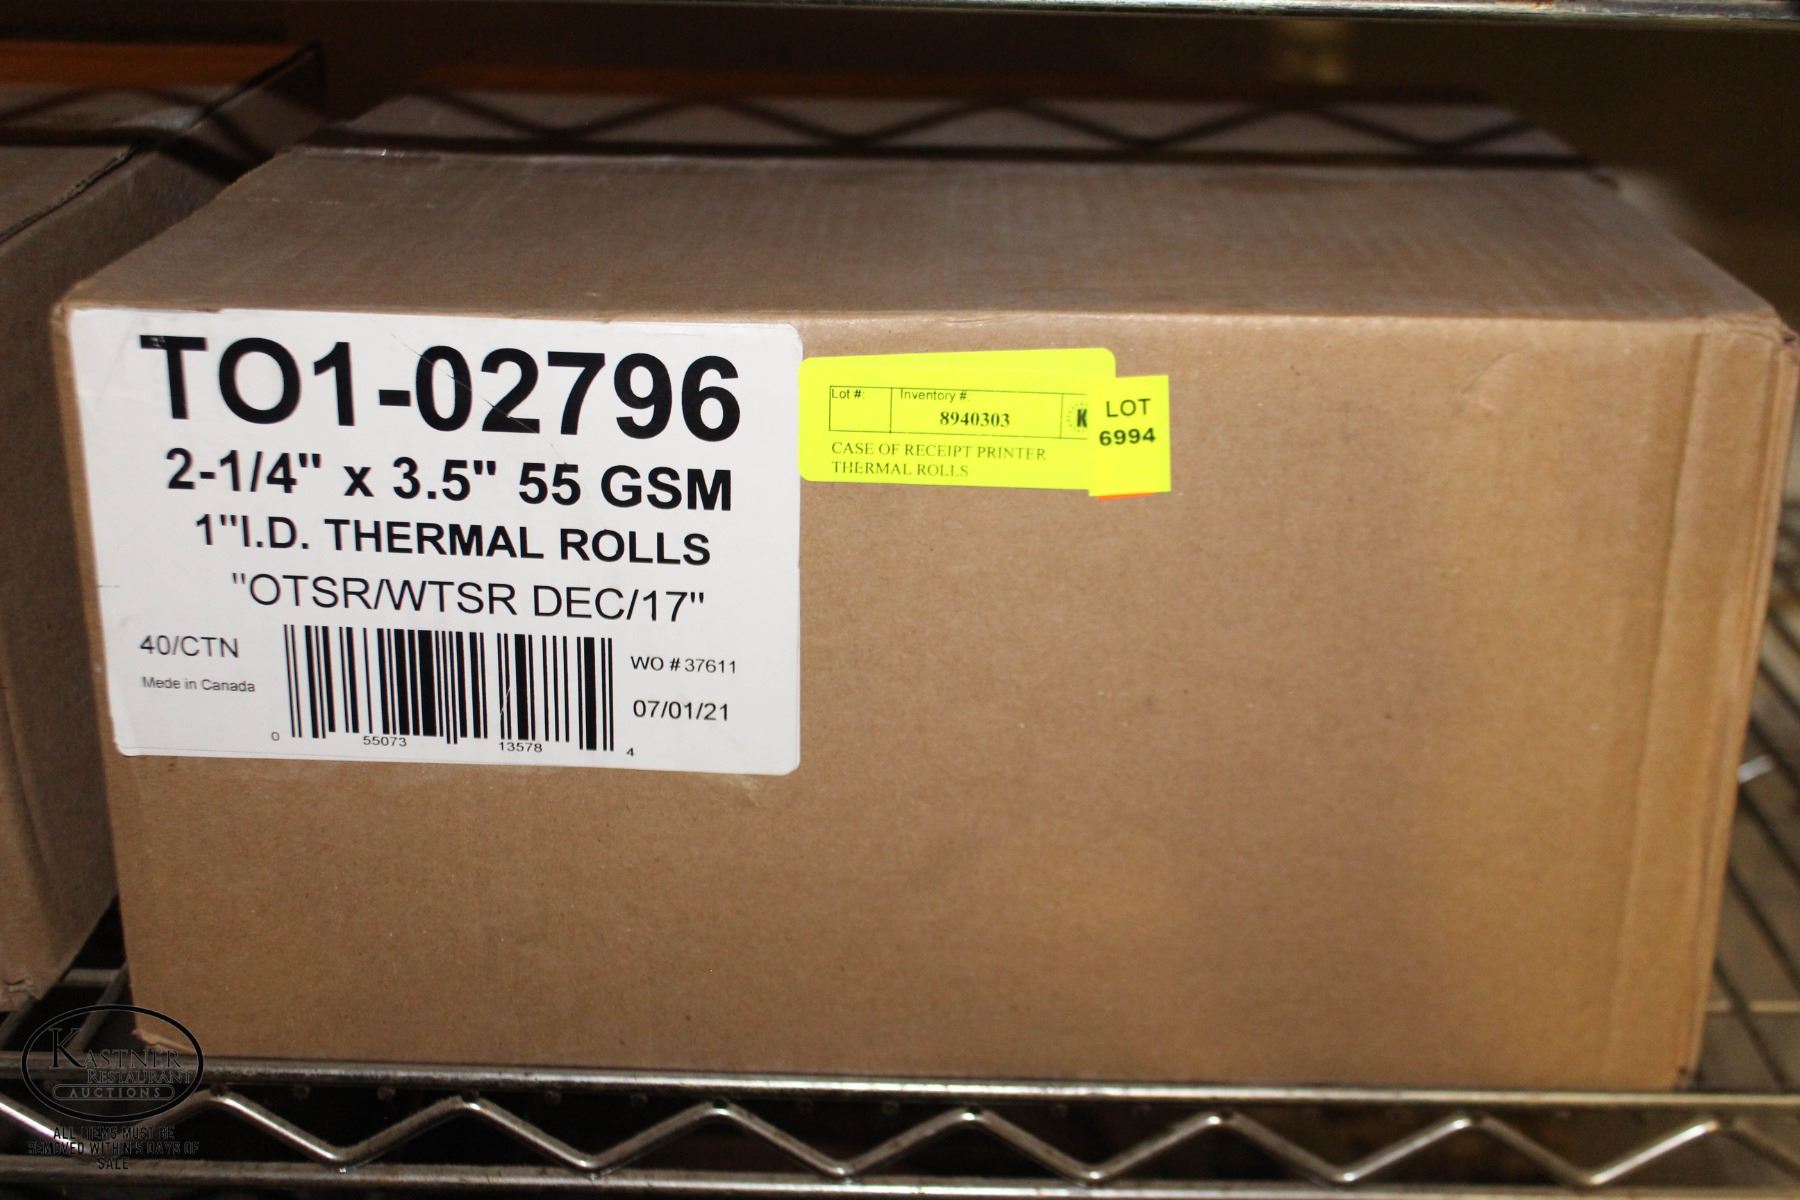 TO1-02796
2-1/4" x 3.5" 55 GSM
1"I.D. THERMAL ROLLS
"OTSR/WTSR DEC/17"
40/CTN
Made in Canada
WO # 37611
07/01/21
0 55073 13578 4
Lot #: Inventory #:
8940303
K
CASE OF RECEIPT PRINTER
THERMAL ROLLS
LOT
6994
KASTNER
RESTAURANT
AUCTIONS
ALL ITEMS MUST BE
REMOVED WITHIN 5 DAYS OF
SALE